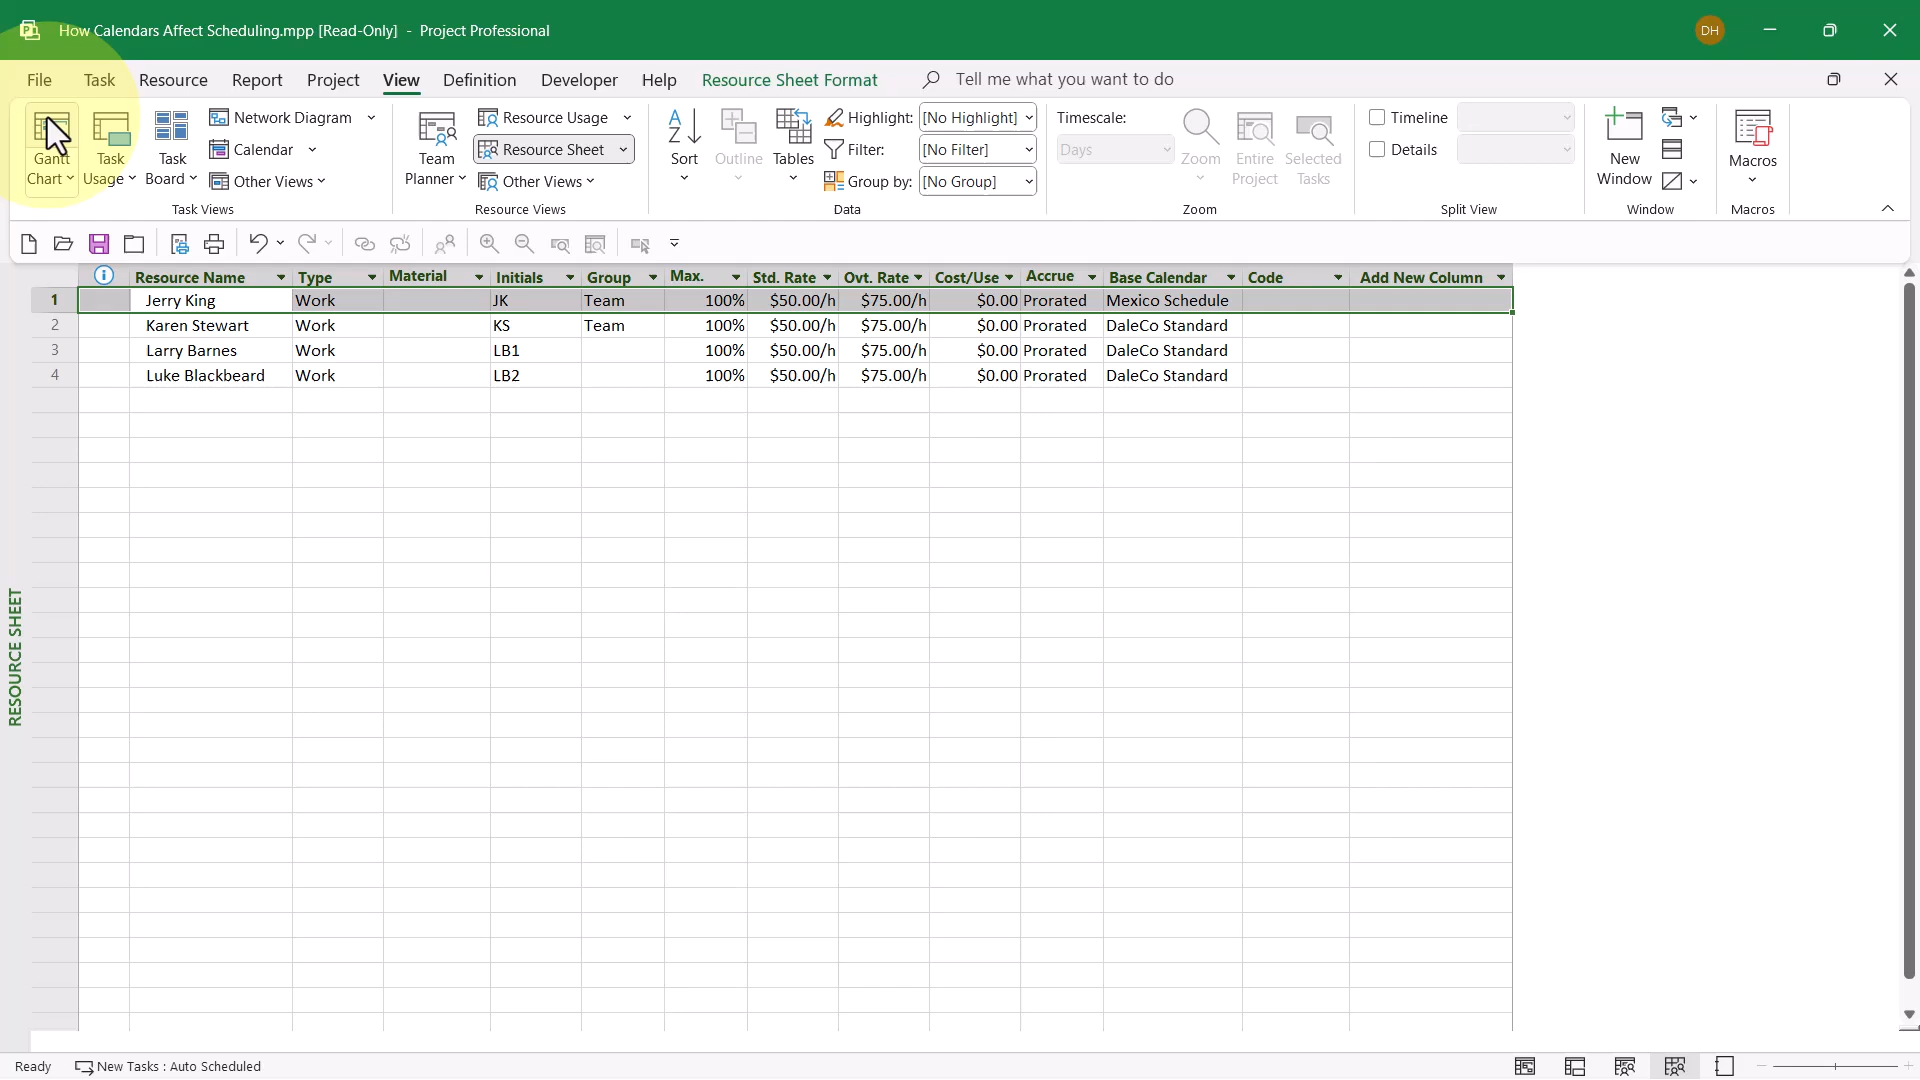 How Calendars Affect Scheduling.mpp [Read-Only] - Project Professional
DH
File Task Resource Report Project View Definition Developer Help Resource Sheet Format Tell me what you want to do
Gantt Chart
Task Usage
Task Board
Network Diagram
Calendar
Other Views
Task Views
Team Planner
Resource Usage
Resource Sheet
Other Views
Resource Views
Sort
Outline
Tables
Highlight: [No Highlight]
Filter: [No Filter]
Group by: [No Group]
Data
Timescale:
Days
Zoom
Entire Project
Selected Tasks
Zoom
Timeline
Details
Split View
New Window
Window
Macros
Macros
Resource Name Type Material Initials Group Max. Std. Rate Ovt. Rate Cost/Use Accrue Base Calendar Code Add New Column
1 Jerry King Work JK Team 100% $50.00/h $75.00/h $0.00 Prorated Mexico Schedule
2 Karen Stewart Work KS Team 100% $50.00/h $75.00/h $0.00 Prorated DaleCo Standard
3 Larry Barnes Work LB1 100% $50.00/h $75.00/h $0.00 Prorated DaleCo Standard
4 Luke Blackbeard Work LB2 100% $50.00/h $75.00/h $0.00 Prorated DaleCo Standard
RESOURCE SHEET
Ready New Tasks : Auto Scheduled